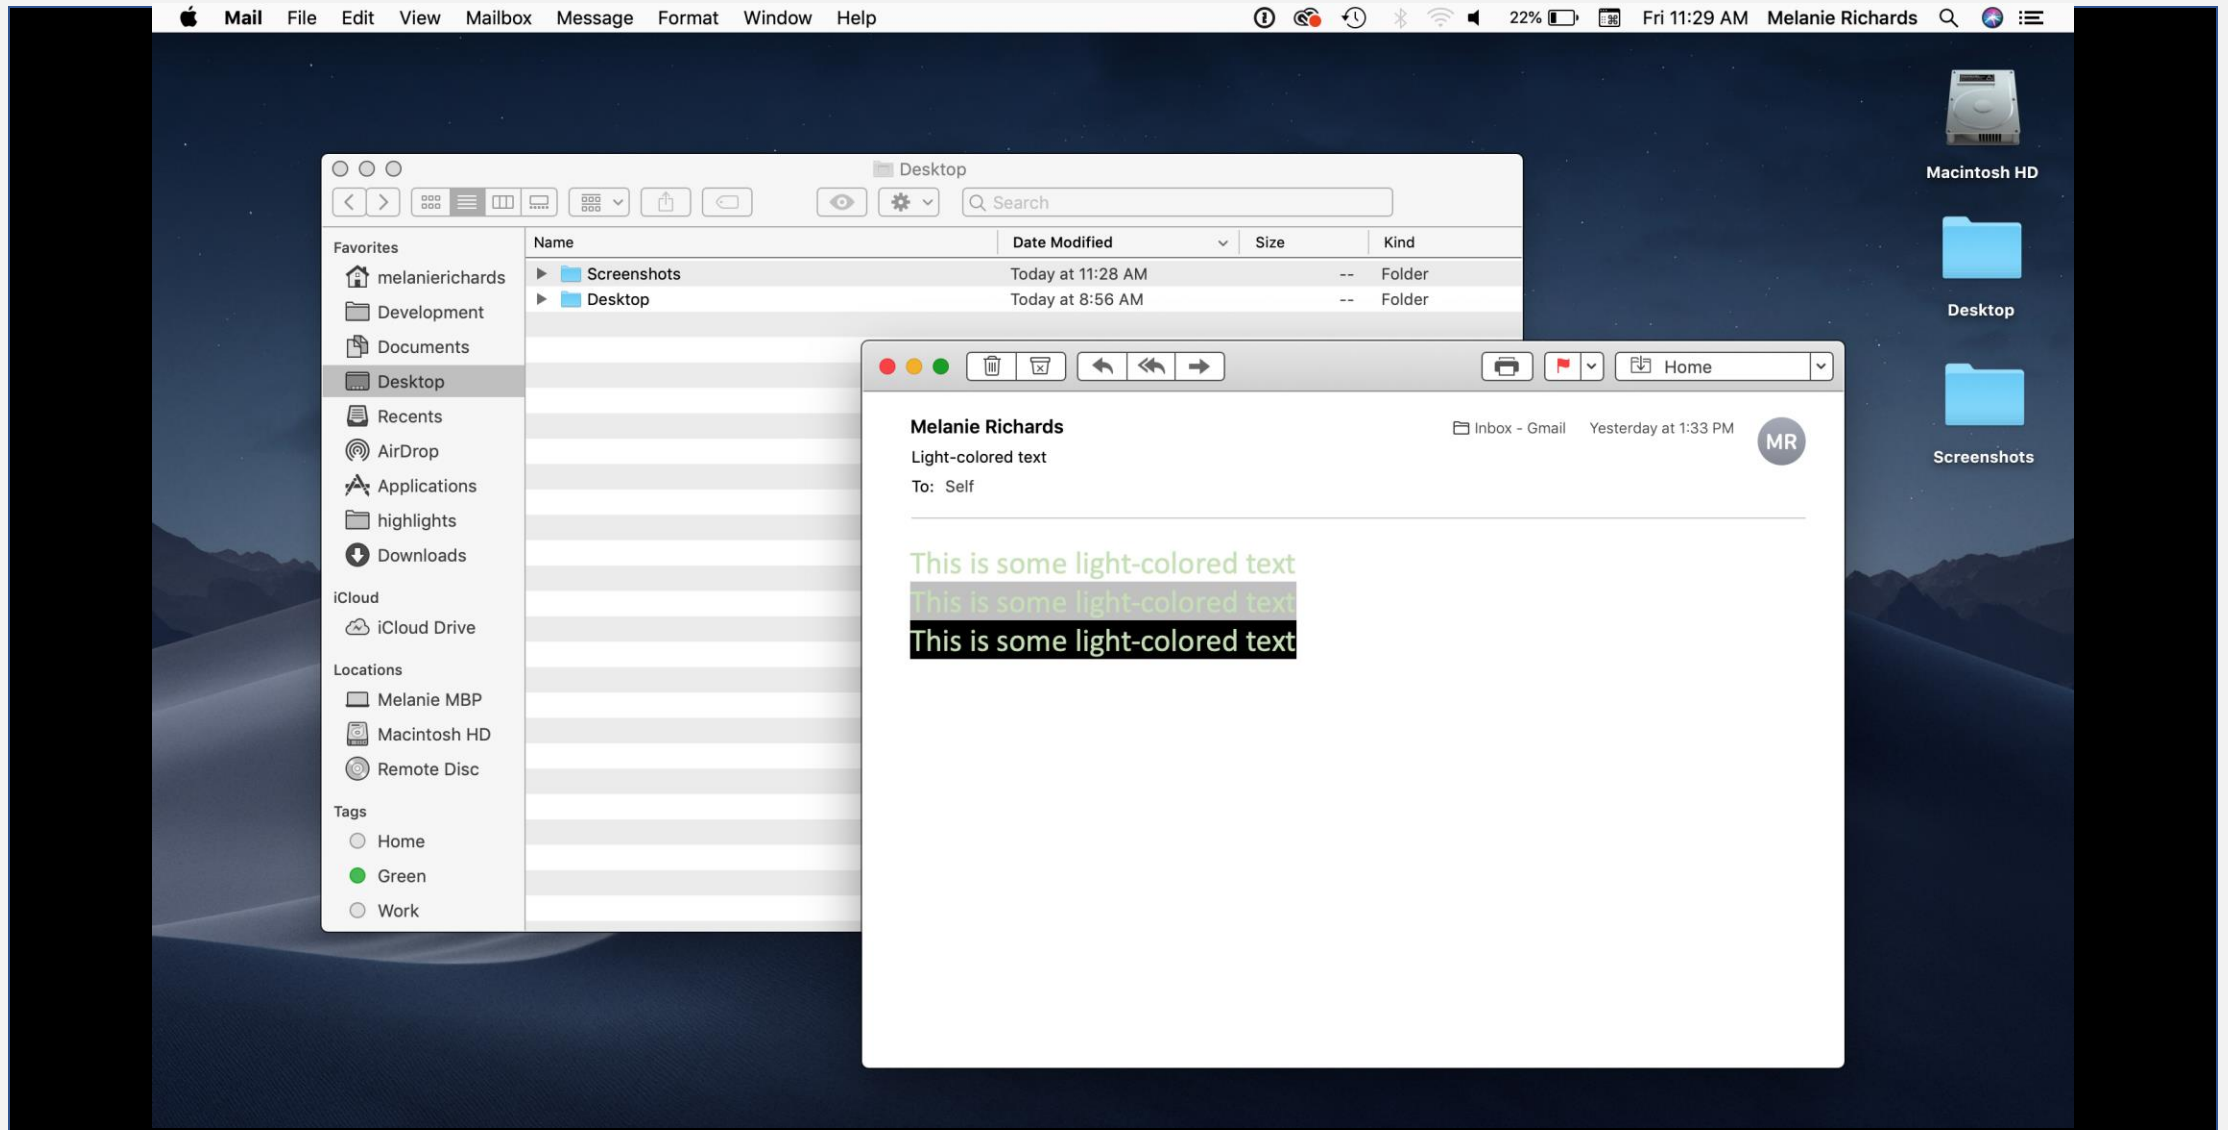 Mail File Edit View Mailbox Message Format Window Help 22% Fri 11:29 AM Melanie Richards
Macintosh HD
Desktop
Screenshots
Desktop
Search
Favorites
melanierichards
Development
Documents
Desktop
Recents
AirDrop
Applications
highlights
Downloads
iCloud
iCloud Drive
Locations
Melanie MBP
Macintosh HD
Remote Disc
Tags
Home
Green
Work
Name Date Modified Size Kind
Screenshots Today at 11:28 AM -- Folder
Desktop Today at 8:56 AM -- Folder
Home
Melanie Richards Inbox - Gmail Yesterday at 1:33 PM MR
Light-colored text
To: Self
This is some light-colored text
This is some light-colored text
This is some light-colored text